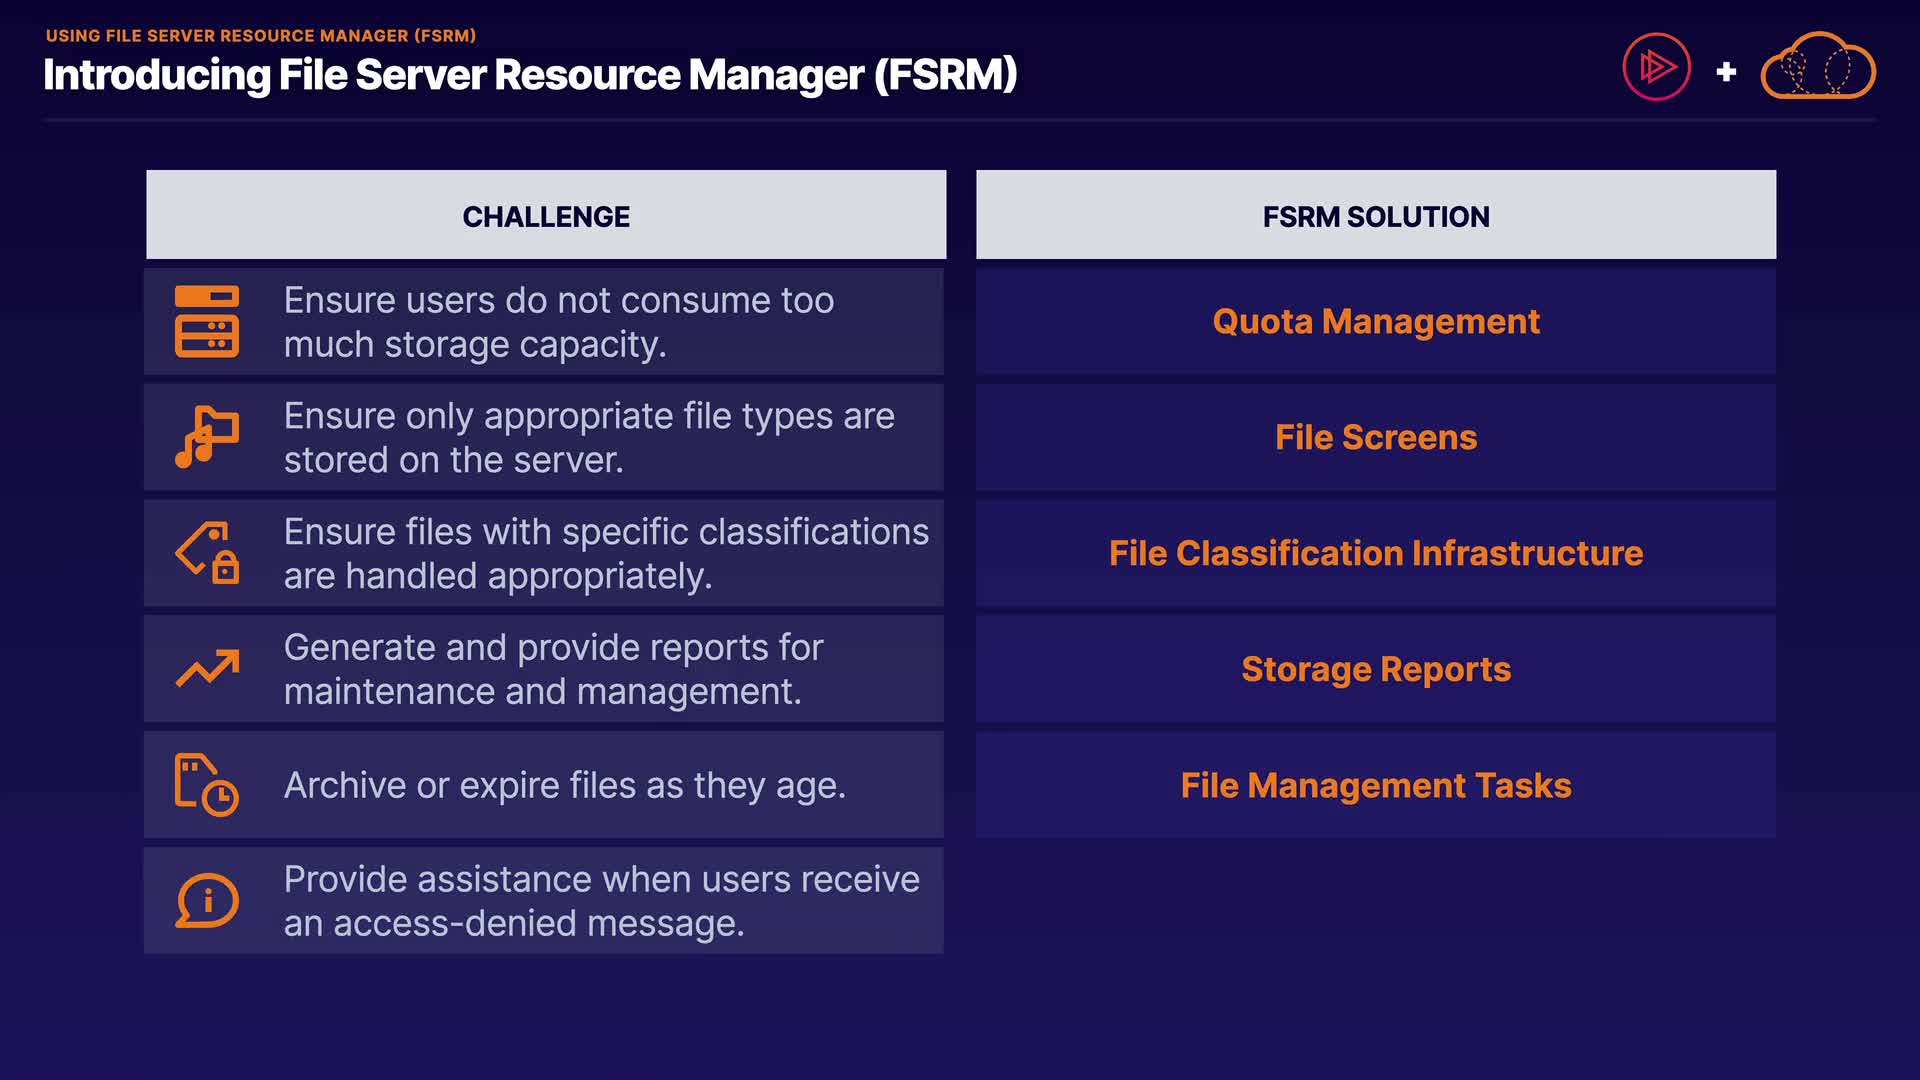 USING FILE SERVER RESOURCE MANAGER (FSRM)
Introducing File Server Resource Manager (FSRM)
+
CHALLENGE
FSRM SOLUTION
Ensure users do not consume too
much storage capacity.
Quota Management
Ensure only appropriate file types are
stored on the server.
File Screens
Ensure files with specific classifications
are handled appropriately.
File Classification Infrastructure
Generate and provide reports for
maintenance and management.
Storage Reports
Archive or expire files as they age.
File Management Tasks
Provide assistance when users receive
an access-denied message.